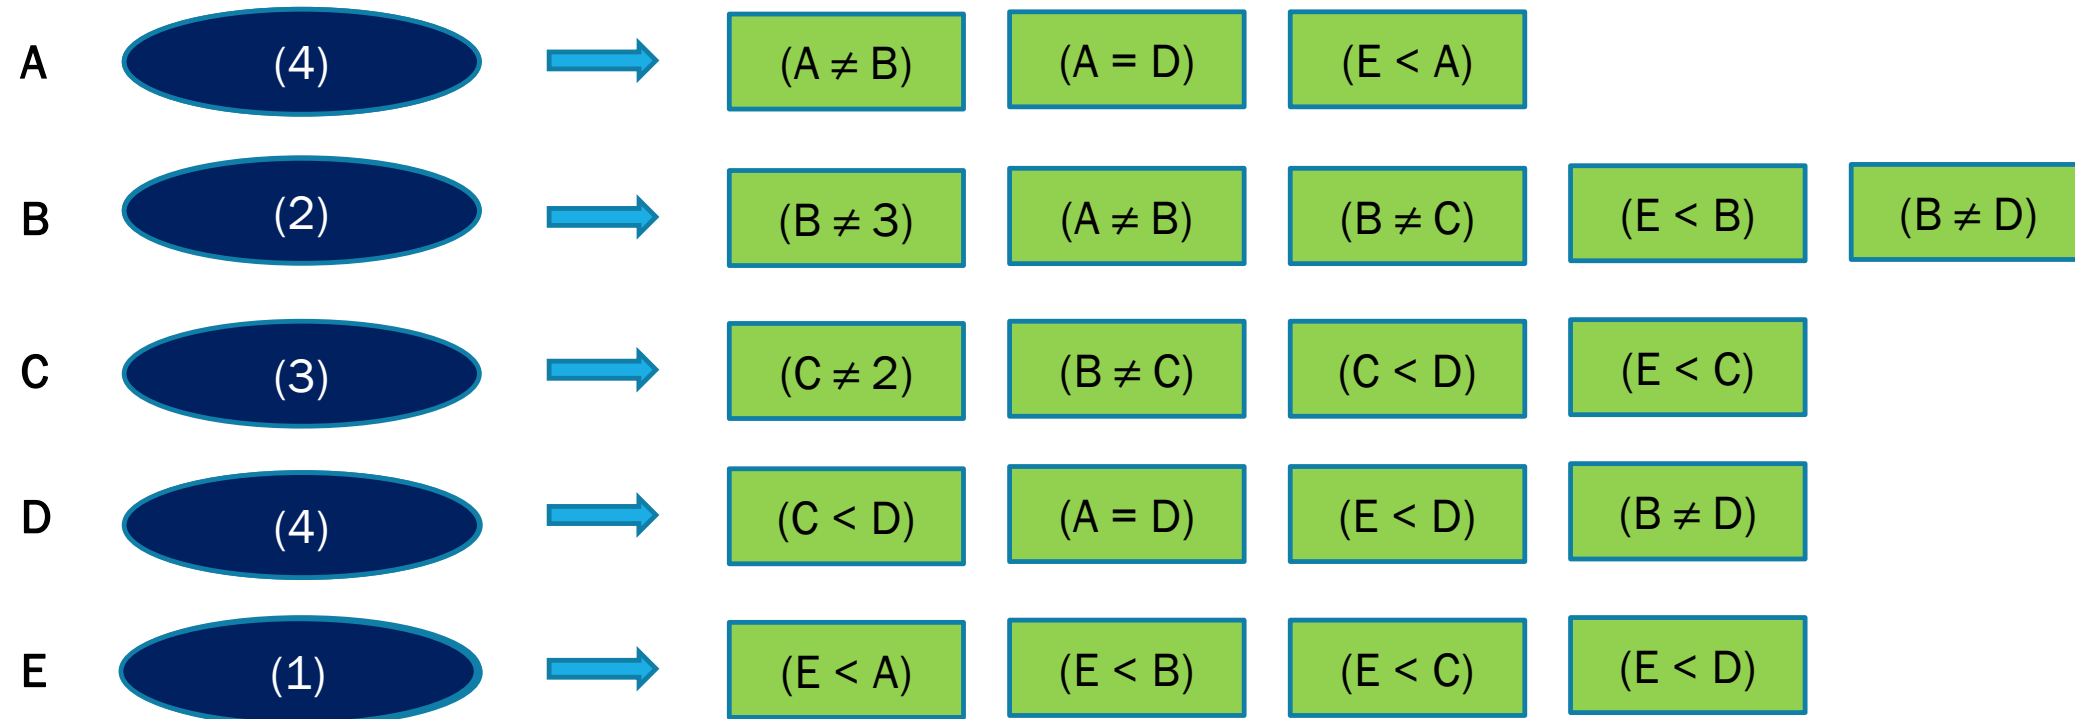 A (4) (A ≠ B) (A = D) (E < A)
B (2) (B ≠ 3) (A ≠ B) (B ≠ C) (E < B) (B ≠ D)
C (3) (C ≠ 2) (B ≠ C) (C < D) (E < C)
D (4) (C < D) (A = D) (E < D) (B ≠ D)
E (1) (E < A) (E < B) (E < C) (E < D)